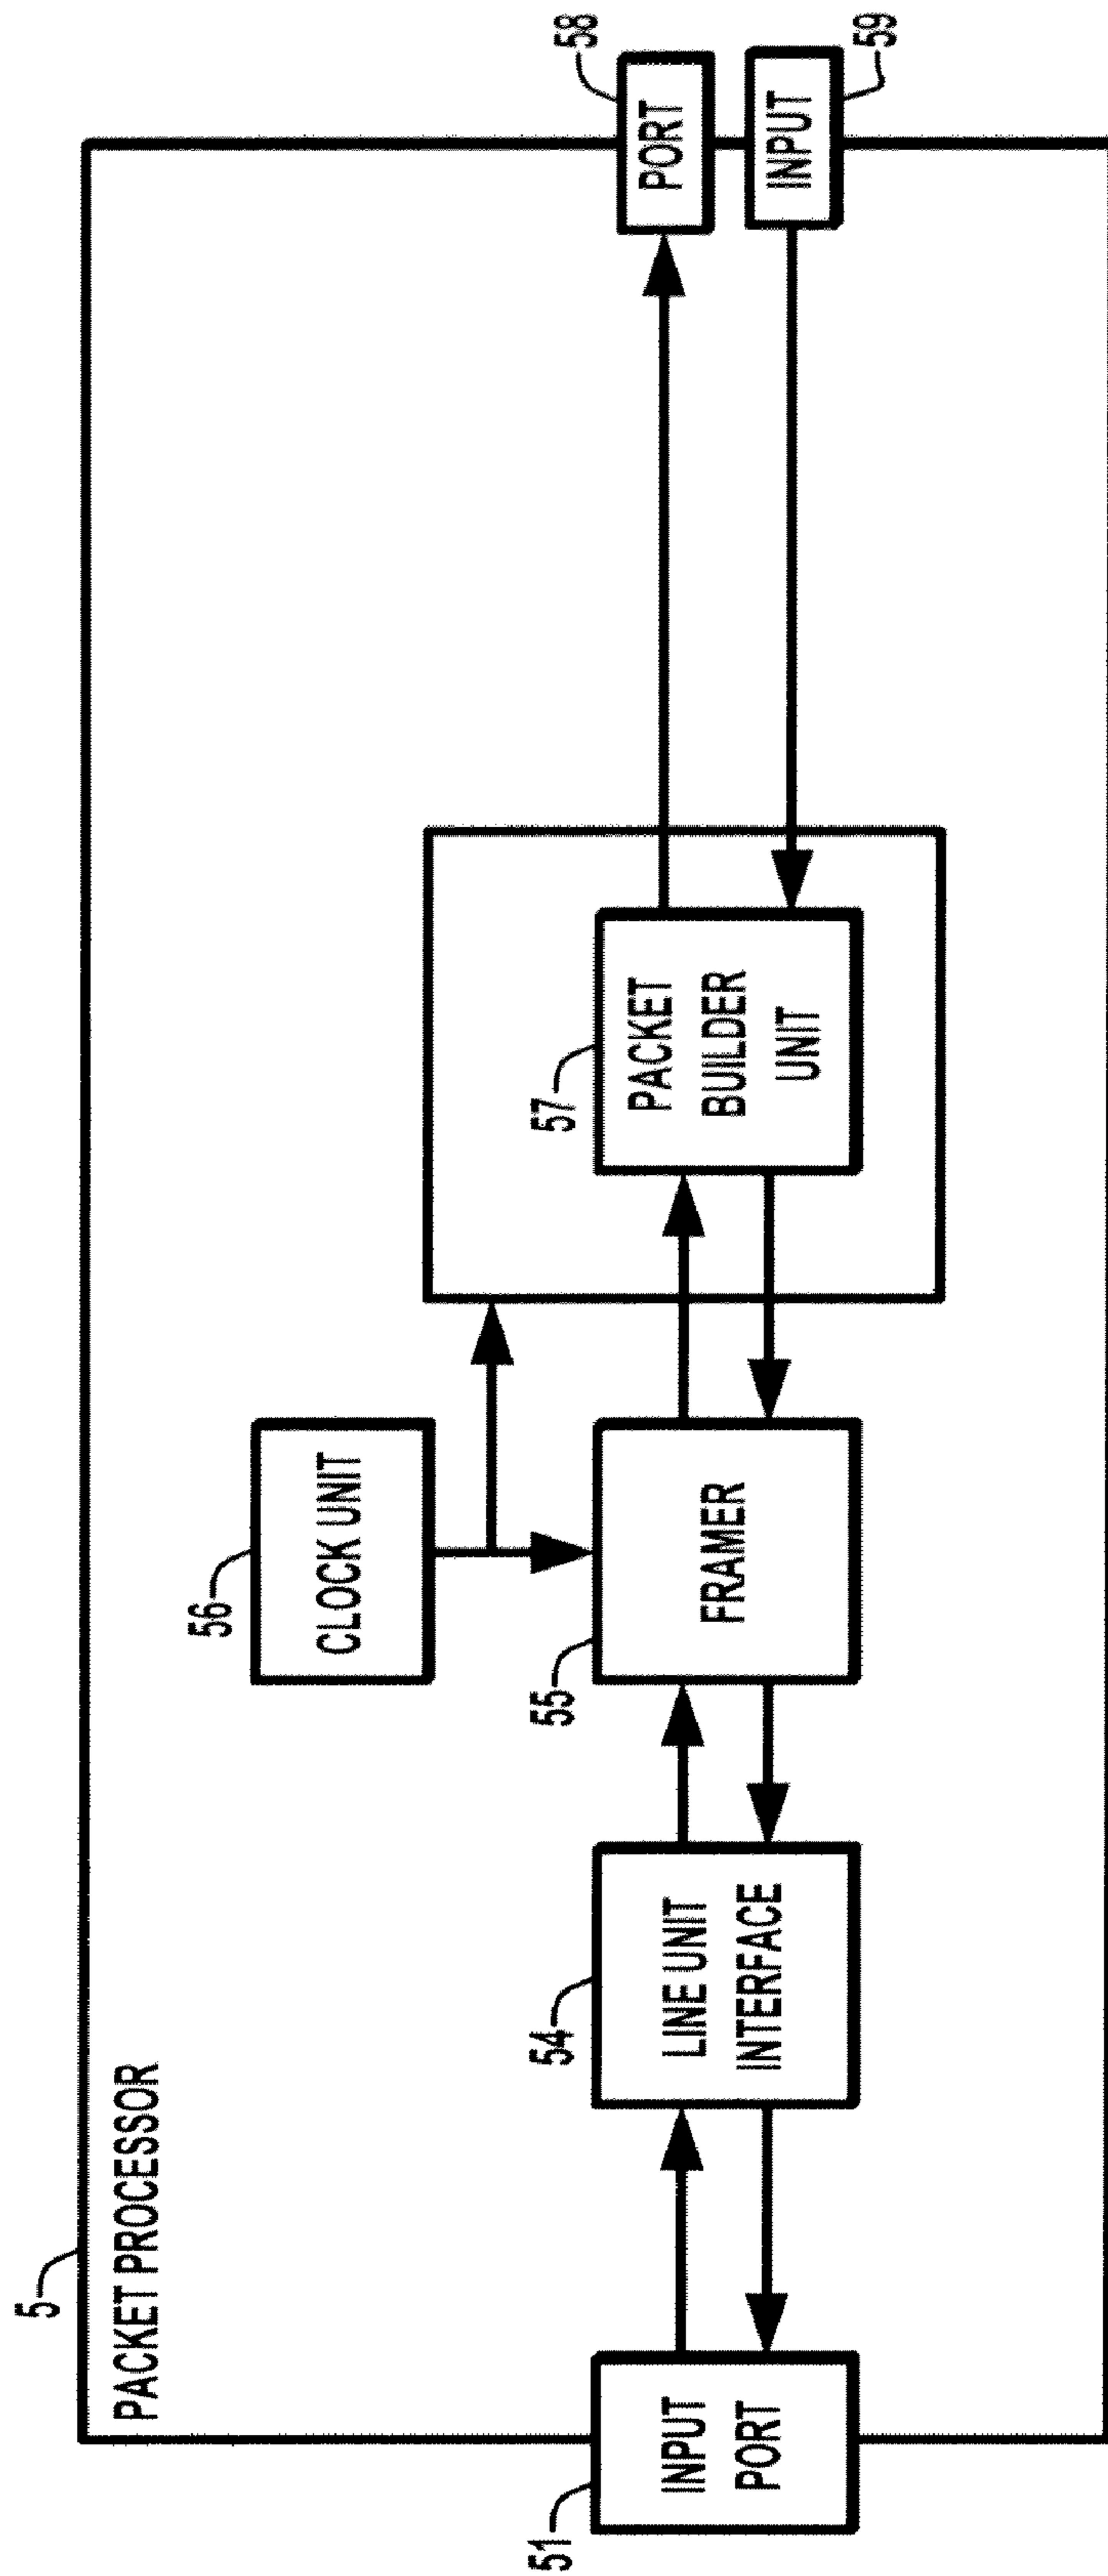 5
PACKET PROCESSOR
56
CLOCK UNIT
51
INPUT
PORT
54
LINE UNIT
INTERFACE
55
FRAMER
57
PACKET
BUILDER
UNIT
58
PORT
59
INPUT